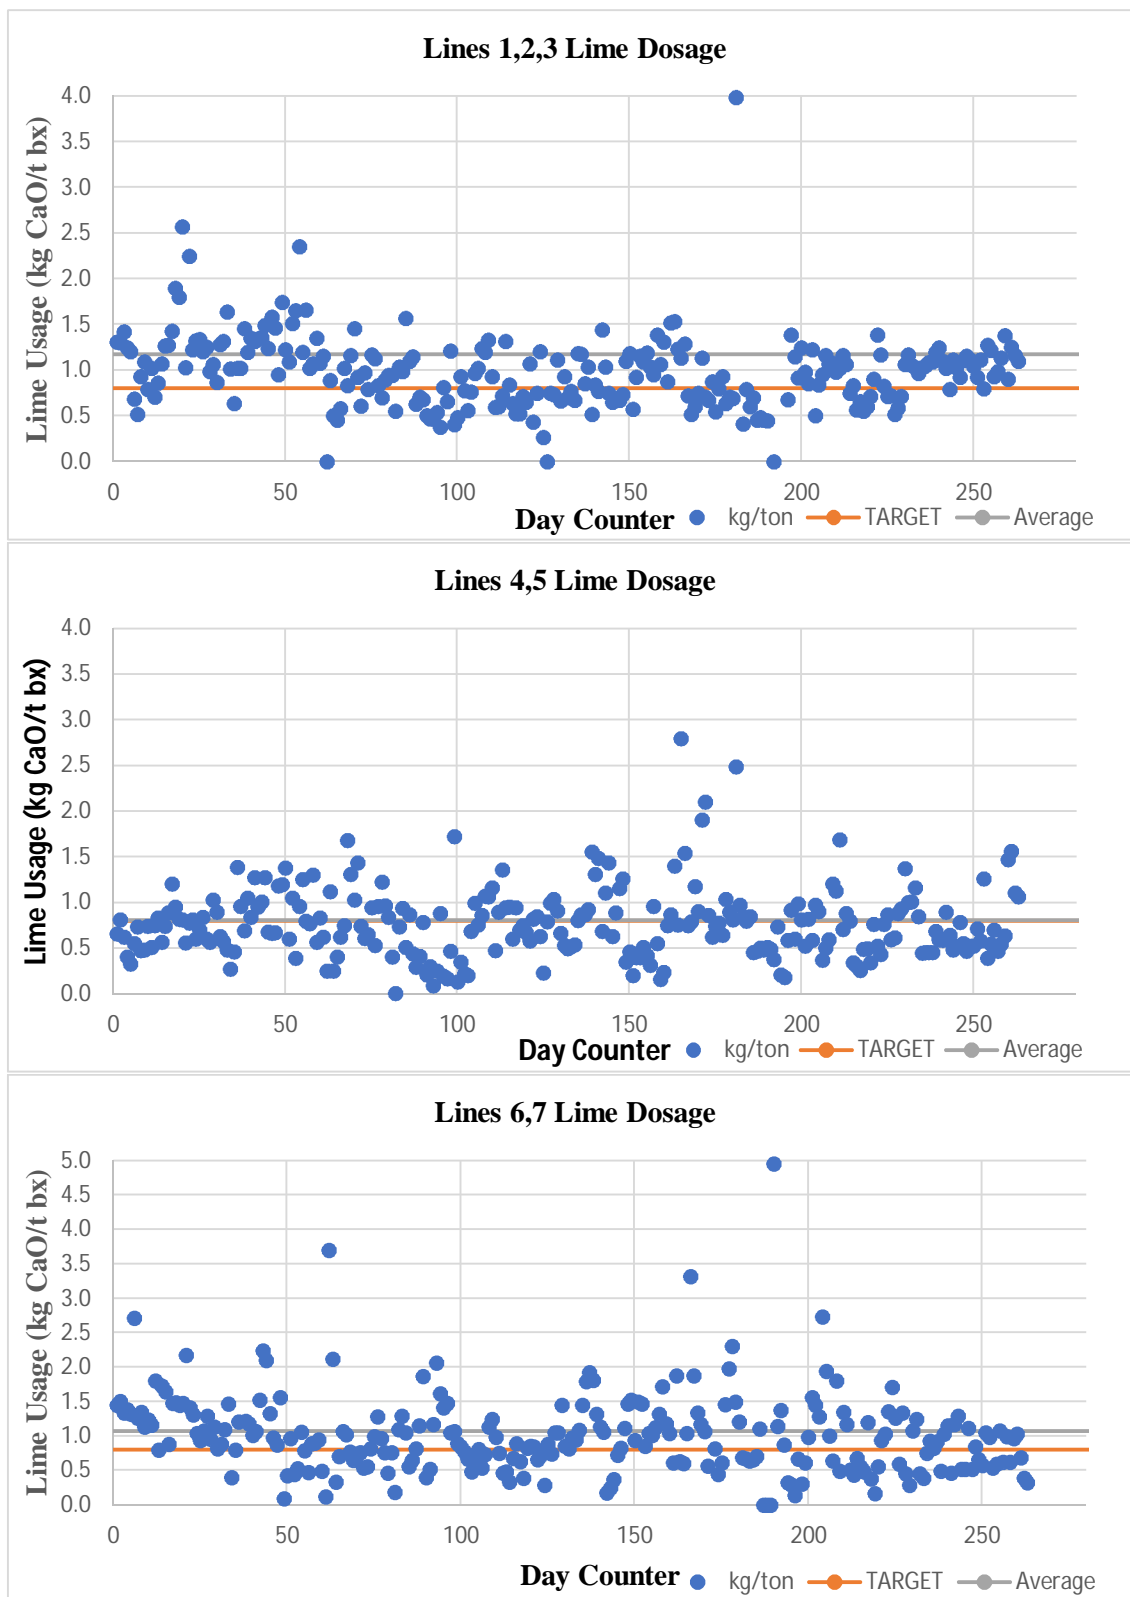 Lines 1,2,3 Lime Dosage
Lime Usage (kg CaO/t bx)
4.0
3.5
3.0
2.5
2.0
1.5
1.0
0.5
0.0
0 50 100 150 200 250
Day Counter kg/ton TARGET Average
Lines 4,5 Lime Dosage
Lime Usage (kg CaO/t bx)
4.0
3.5
3.0
2.5
2.0
1.5
1.0
0.5
0.0
0 50 100 150 200 250
Day Counter kg/ton TARGET Average
Lines 6,7 Lime Dosage
Lime Usage (kg CaO/t bx)
5.0
4.5
4.0
3.5
3.0
2.5
2.0
1.5
1.0
0.5
0.0
0 50 100 150 200 250
Day Counter kg/ton TARGET Average